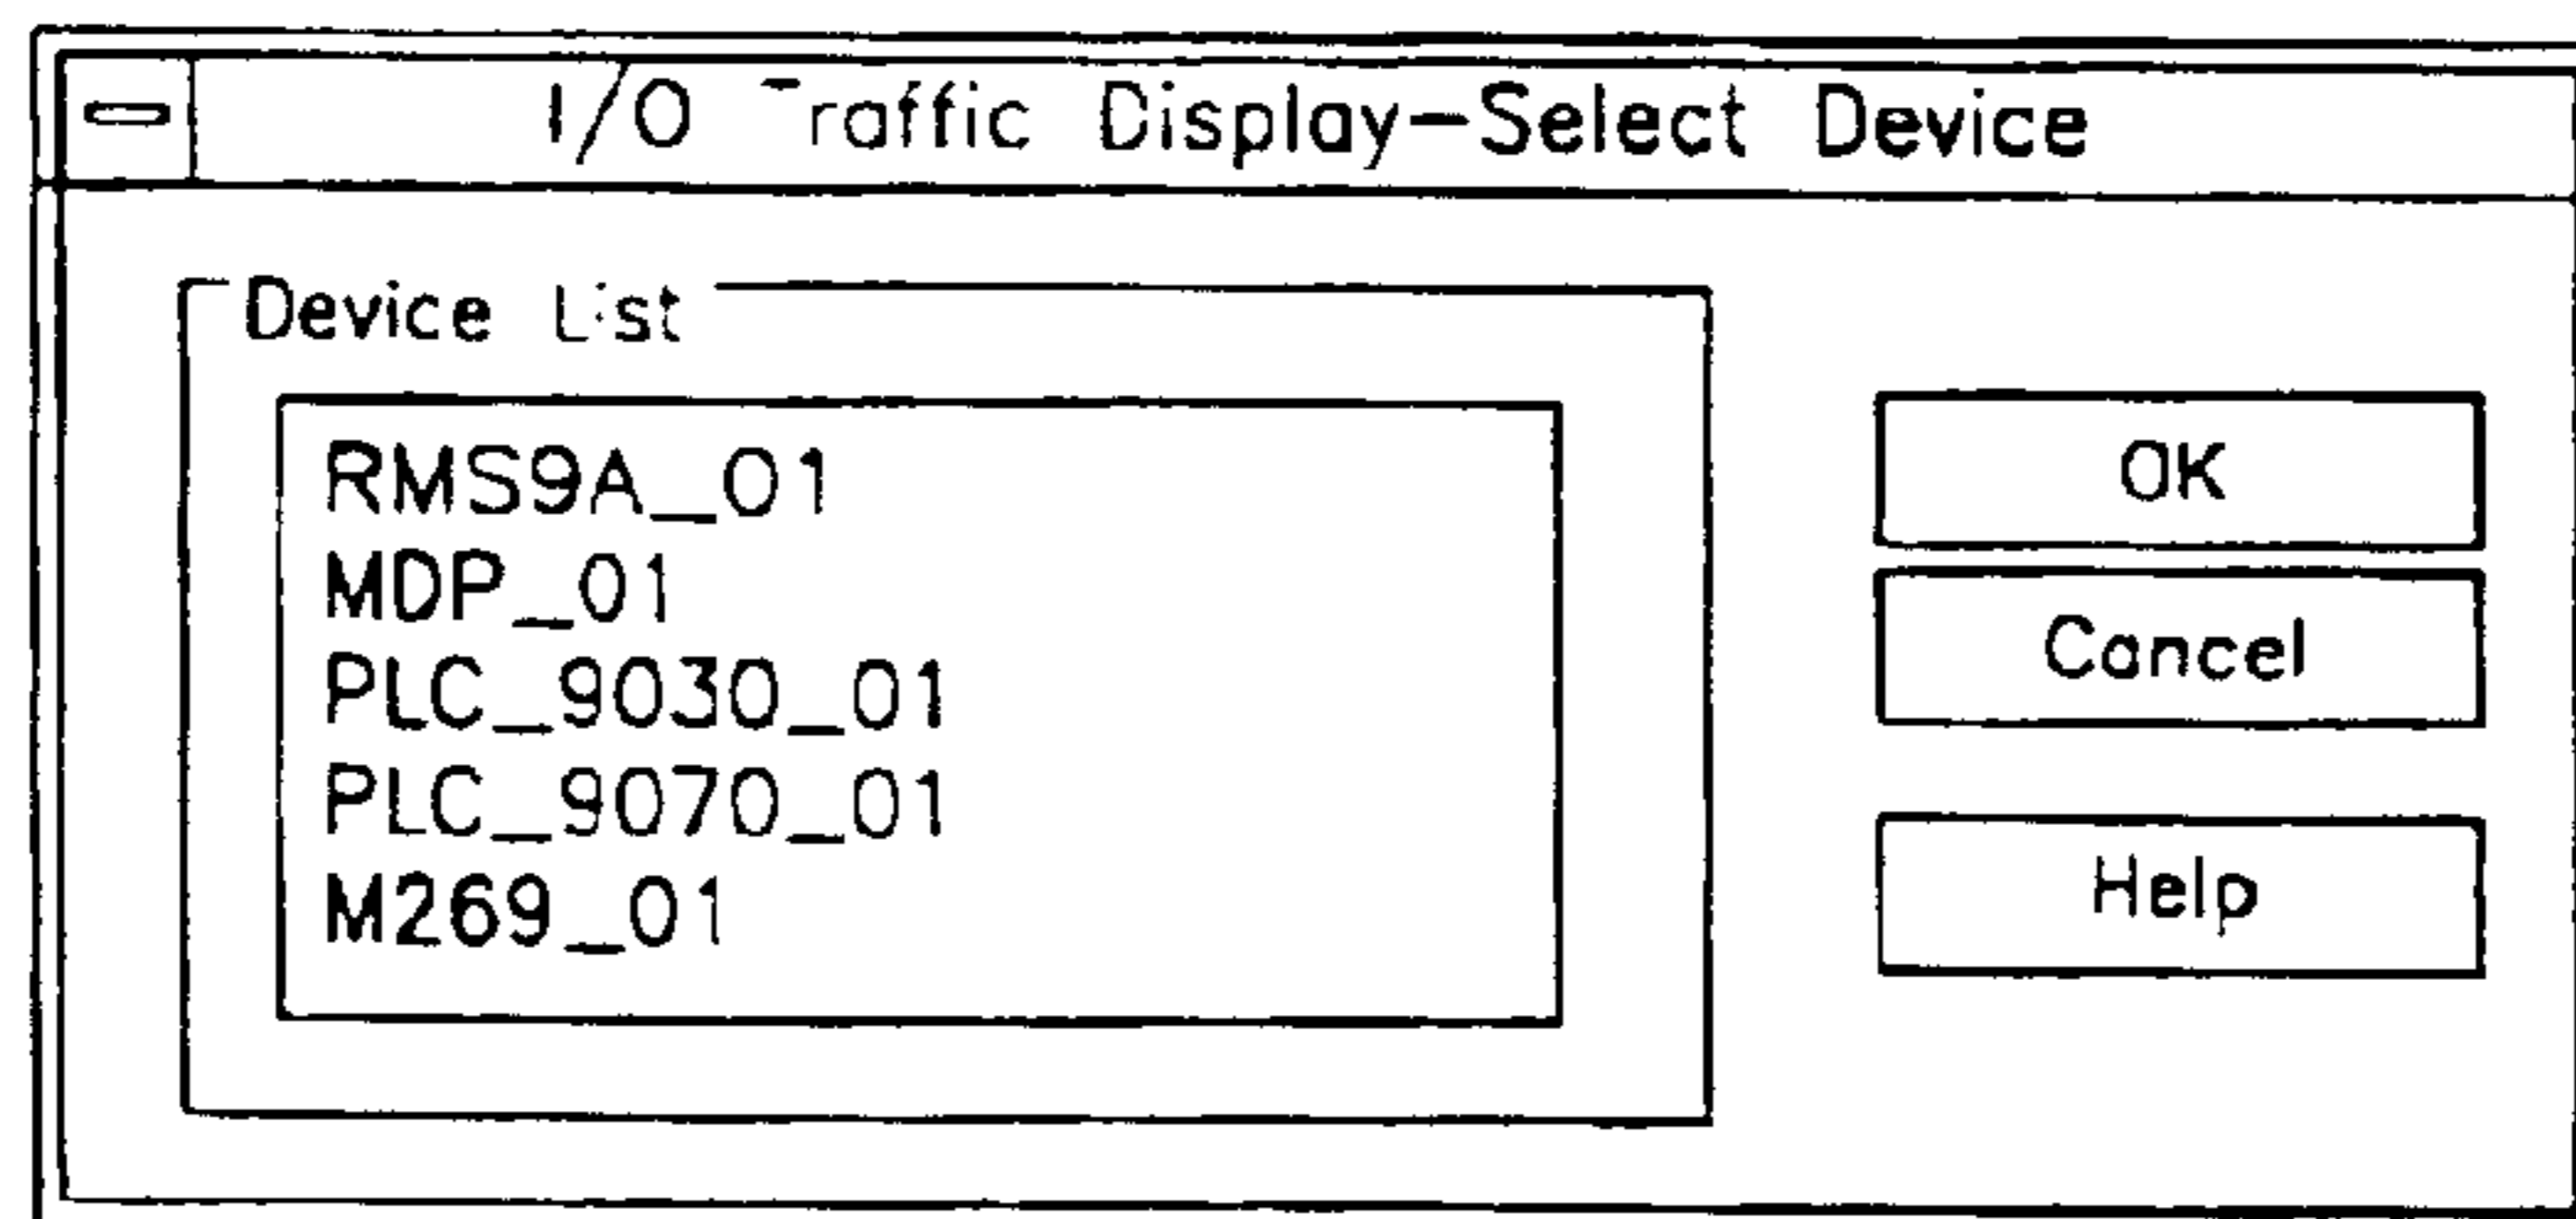 I/O Traffic Display-Select Device
Device List
RMS9A_01
MDP_01
PLC_9030_01
PLC_9070_01
M269_01
OK
Cancel
Help